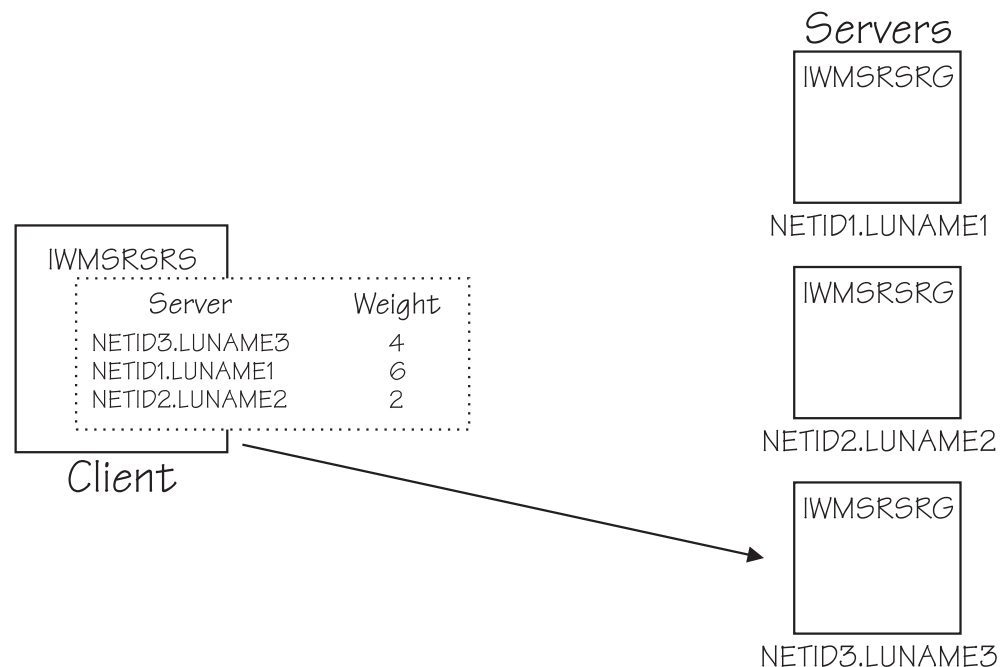 Servers
IWMSRSRG
NETID1.LUNAME1
IWMSRSRS
Server Weight
NETID3.LUNAME3 4
NETID1.LUNAME1 6
NETID2.LUNAME2 2
Client
IWMSRSRG
NETID2.LUNAME2
IWMSRSRG
NETID3.LUNAME3